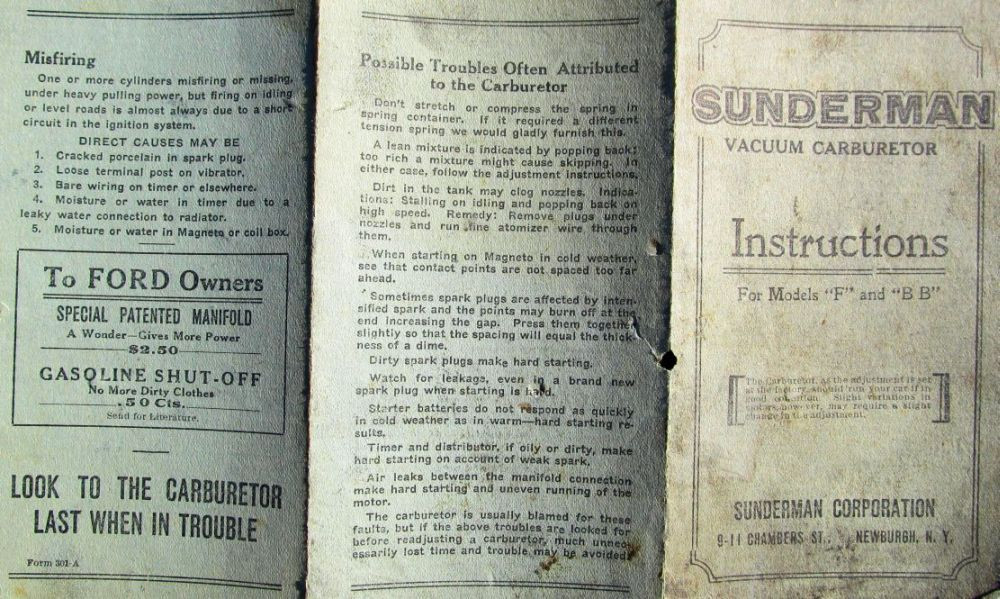 Misfiring
One or more cylinders misfiring or missing,
under heavy pulling power, but firing on idling
or level roads is almost always due to a short
circuit in the ignition system.
DIRECT CAUSES MAY BE
1. Cracked porcelain in spark plug.
2. Loose terminal post on vibrator.
3. Bare wiring on timer or elsewhere.
4. Moisture or water in timer due to a
leaky water connection to radiator.
5. Moisture or water in Magneto or coil box.
To FORD Owners
SPECIAL PATENTED MANIFOLD
A Wonder—Gives More Power
$2.50
GASOLINE SHUT-OFF
No More Dirty Clothes
.50 Cts.
Send for Literature.
LOOK TO THE CARBURETOR
LAST WHEN IN TROUBLE
Form 301-A
Possible Troubles Often Attributed
to the Carburetor
Don't stretch or compress the spring in
spring container. If it required a different
tension spring we would gladly furnish this.
A lean mixture is indicated by popping back;
too rich a mixture might cause skipping. In
either case, follow the adjustment instructions.
Dirt in the tank may clog nozzles. Indica-
tions: Stalling on idling and popping back on
high speed. Remedy: Remove plugs under
nozzles and run fine atomizer wire through
them.
When starting on Magneto in cold weather,
see that contact points are not spaced too far
ahead.
Sometimes spark plugs are affected by inten-
sified spark and the points may burn off at the
end increasing the gap. Press them together
slightly so that the spacing will equal the thick-
ness of a dime.
Dirty spark plugs make hard starting.
Watch for leakage, even in a brand new
spark plug when starting is hard.
Starter batteries do not respond as quickly
in cold weather as in warm—hard starting re-
sults.
Timer and distributor, if oily or dirty, make
hard starting on account of weak spark.
Air leaks between the manifold connection
make hard starting and uneven running of the
motor.
The carburetor is usually blamed for these
faults, but if the above troubles are looked for
before readjusting a carburetor, much unnec-
essarily lost time and trouble may be avoided.
SUNDERMAN
VACUUM CARBURETOR
Instructions
For Models "F" and "B B"
The Carburetor, as the adjustment is set
at the factory, should run your car if in
good condition. Slight variations in
motors, however, may require a slight
change in the adjustment.
SUNDERMAN CORPORATION
9-11 CHAMBERS ST., NEWBURGH, N. Y.